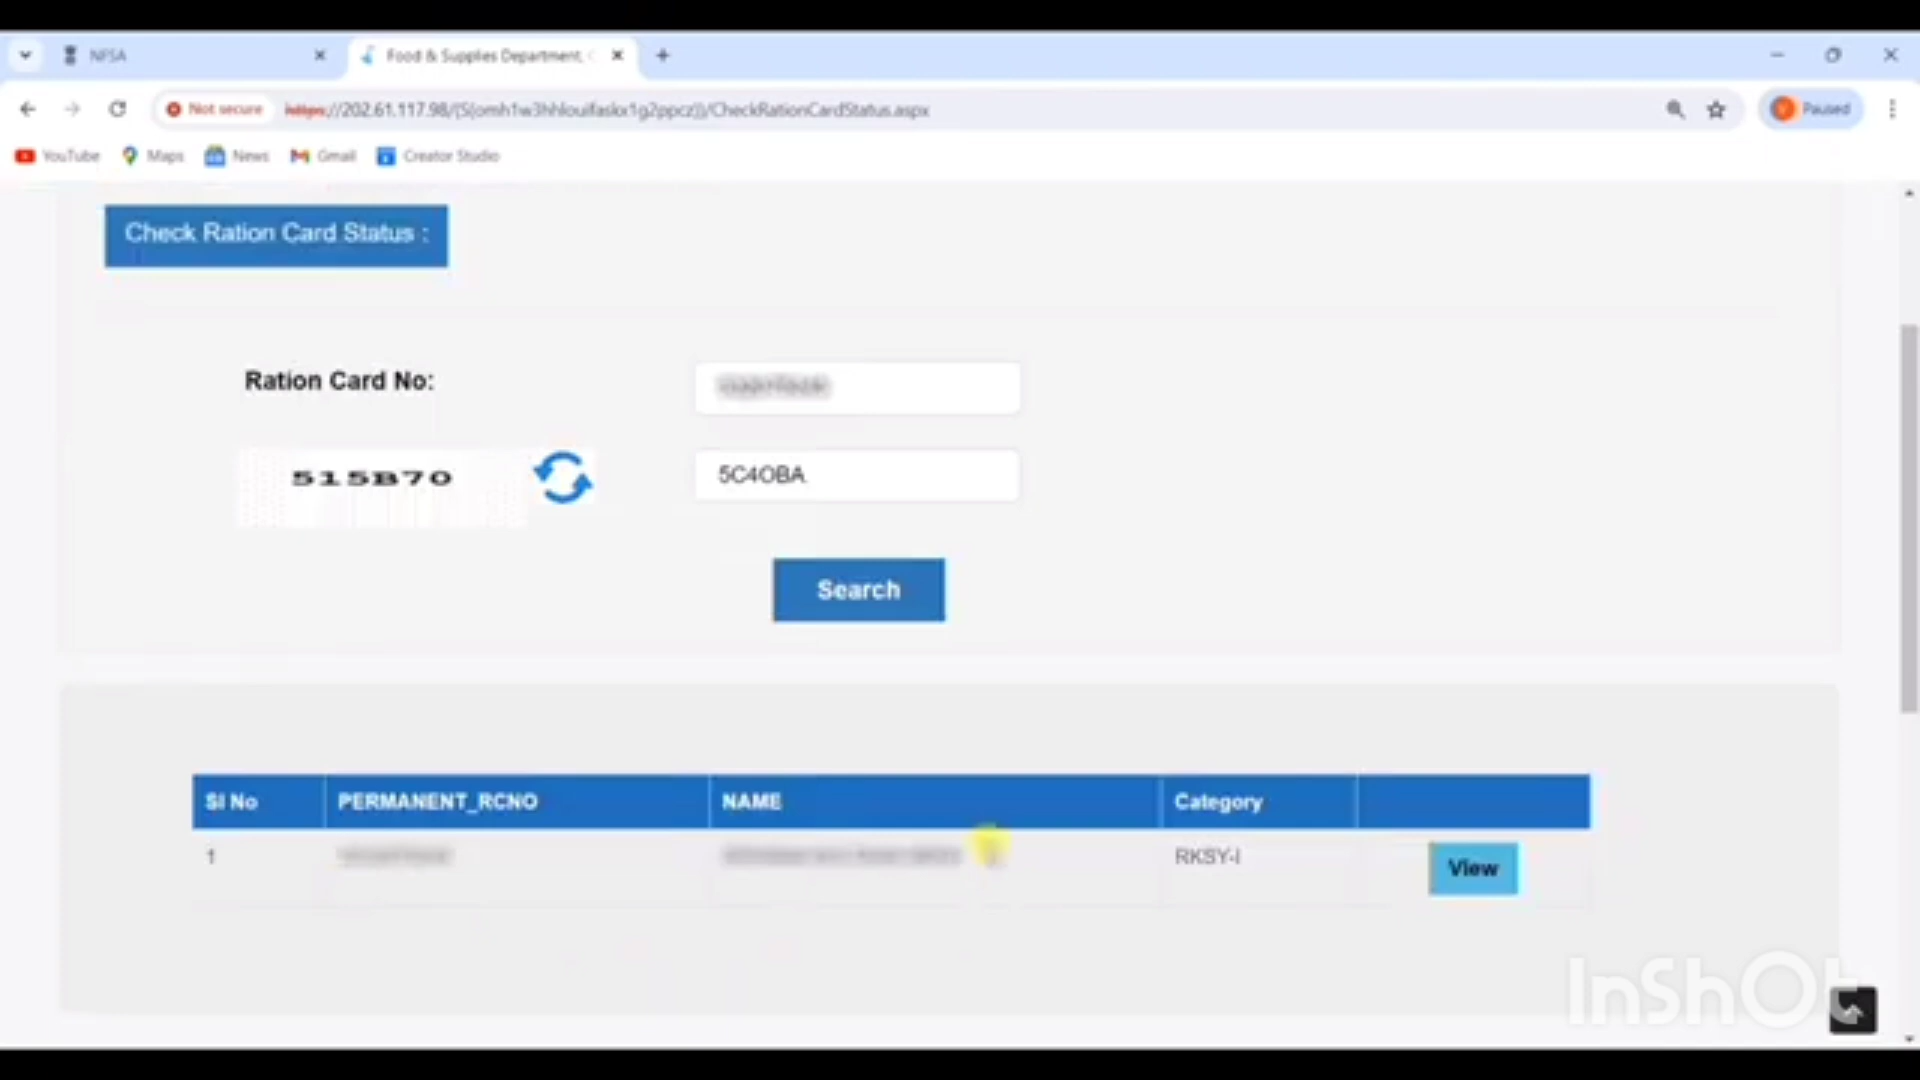 NFSA
Food & Supplies Department,
Not secure https://202.61.117.98/(S(omh1w3hhlouifaskx1g2ppcz))/CheckRationCardStatus.aspx Paused
YouTube Maps News Gmail Creator Studio
Check Ration Card Status :
Ration Card No:
515B70 5C4OBA
Search
Sl No PERMANENT_RCNO NAME Category
1 RKSY-I View
InShOt